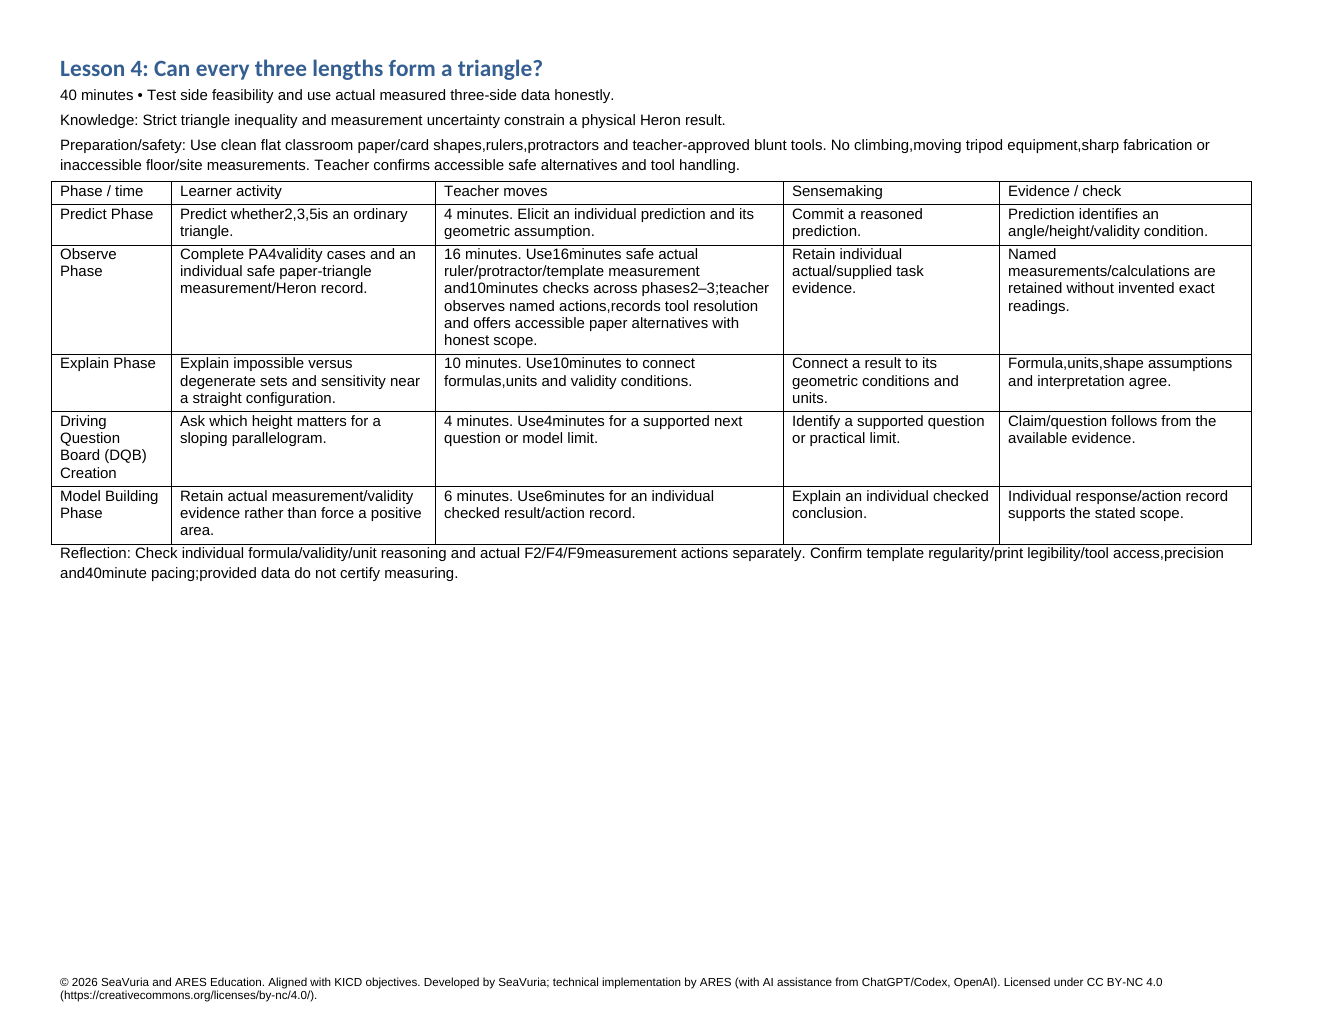 Lesson 4: Can every three lengths form a triangle?
40 minutes • Test side feasibility and use actual measured three-side data honestly.
Knowledge: Strict triangle inequality and measurement uncertainty constrain a physical Heron result.
Preparation/safety: Use clean flat classroom paper/card shapes,rulers,protractors and teacher-approved blunt tools. No climbing,moving tripod equipment,sharp fabrication or
inaccessible floor/site measurements. Teacher confirms accessible safe alternatives and tool handling.
Phase / time
Learner activity
Teacher moves
Sensemaking
Evidence / check
Predict Phase
Predict whether2,3,5is an ordinary
triangle.
4 minutes. Elicit an individual prediction and its
geometric assumption.
Commit a reasoned
prediction.
Prediction identifies an
angle/height/validity condition.
Observe
Phase
Complete PA4validity cases and an
individual safe paper-triangle
measurement/Heron record.
16 minutes. Use16minutes safe actual
ruler/protractor/template measurement
and10minutes checks across phases2–3;teacher
observes named actions,records tool resolution
and offers accessible paper alternatives with
honest scope.
Retain individual
actual/supplied task
evidence.
Named
measurements/calculations are
retained without invented exact
readings.
Explain Phase
Explain impossible versus
degenerate sets and sensitivity near
a straight configuration.
10 minutes. Use10minutes to connect
formulas,units and validity conditions.
Connect a result to its
geometric conditions and
units.
Formula,units,shape assumptions
and interpretation agree.
Driving
Question
Board (DQB)
Creation
Ask which height matters for a
sloping parallelogram.
4 minutes. Use4minutes for a supported next
question or model limit.
Identify a supported question
or practical limit.
Claim/question follows from the
available evidence.
Model Building
Phase
Retain actual measurement/validity
evidence rather than force a positive
area.
6 minutes. Use6minutes for an individual
checked result/action record.
Explain an individual checked
conclusion.
Individual response/action record
supports the stated scope.
Reflection: Check individual formula/validity/unit reasoning and actual F2/F4/F9measurement actions separately. Confirm template regularity/print legibility/tool access,precision
and40minute pacing;provided data do not certify measuring.
© 2026 SeaVuria and ARES Education. Aligned with KICD objectives. Developed by SeaVuria; technical implementation by ARES (with AI assistance from ChatGPT/Codex, OpenAI). Licensed under CC BY-NC 4.0
(https://creativecommons.org/licenses/by-nc/4.0/).